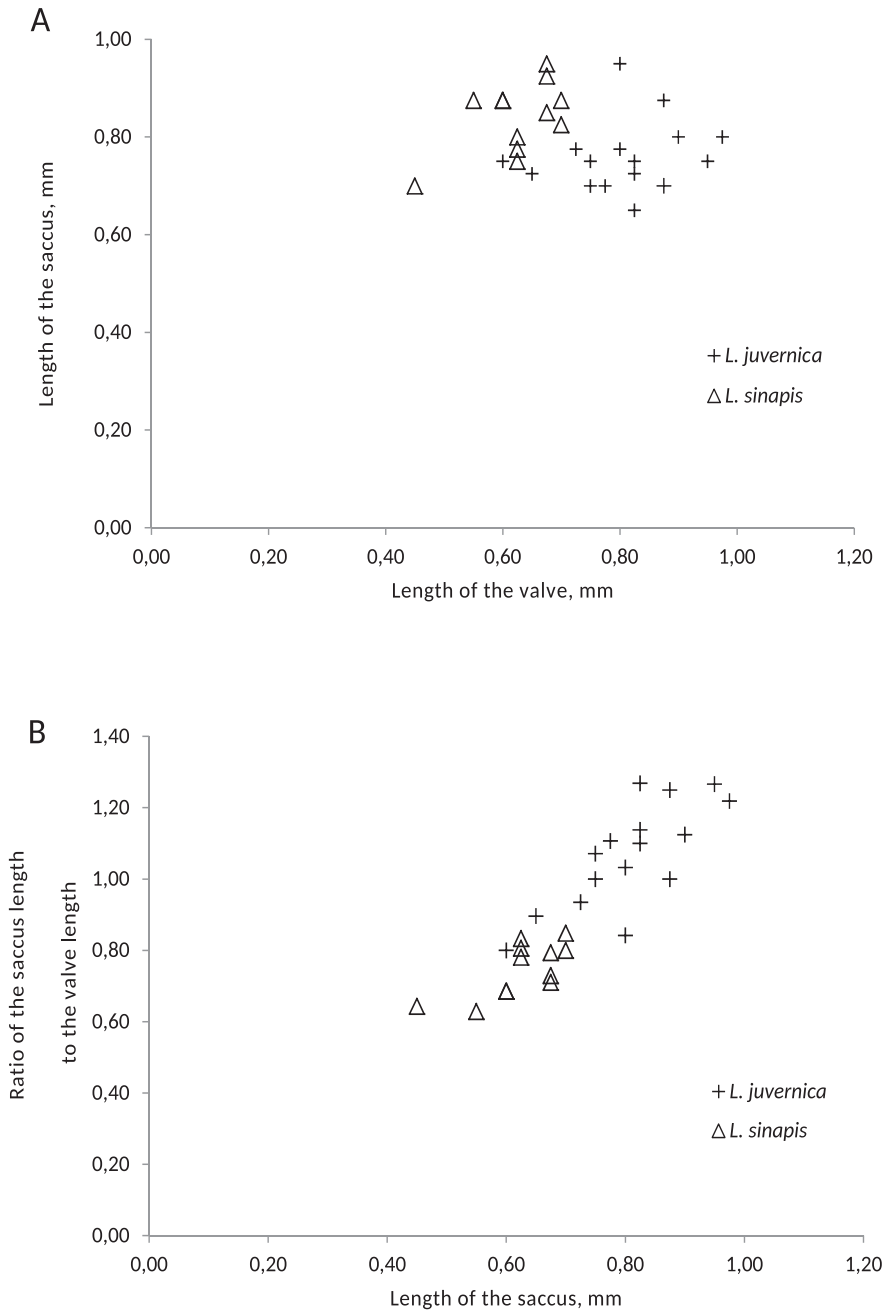 A
1,00
0,80
0,60
0,40
0,20
0,00
Length of the saccus, mm
L. juvernica
L. sinapis
0,00 0,20 0,40 0,60 0,80 1,00 1,20
Length of the valve, mm
B
1,40
1,20
1,00
0,80
0,60
0,40
0,20
0,00
Ratio of the saccus length
to the valve length
L. juvernica
L. sinapis
0,00 0,20 0,40 0,60 0,80 1,00 1,20
Length of the saccus, mm